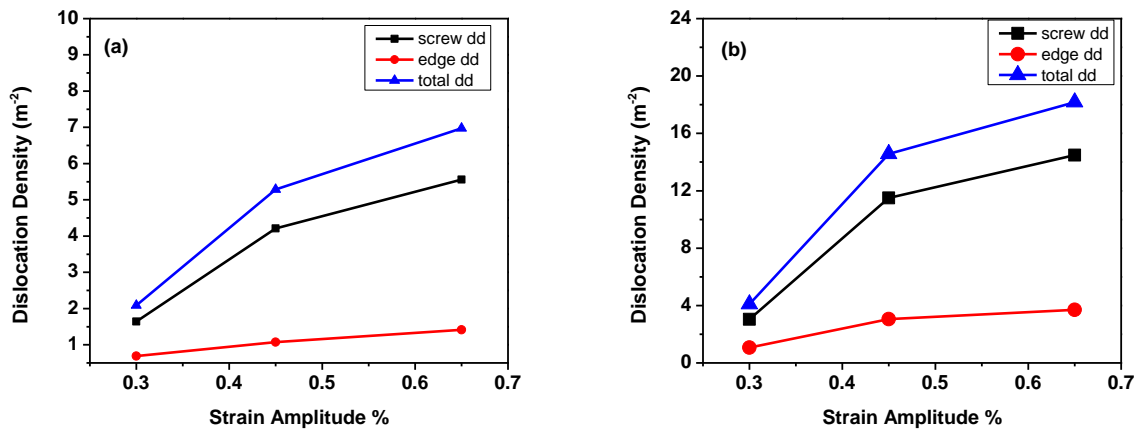 (a)
screw dd
edge dd
total dd
10
9
8
7
6
5
4
3
2
1
Dislocation Density (m-2)
0.3 0.4 0.5 0.6 0.7
Strain Amplitude %
(b)
screw dd
edge dd
total dd
24
20
16
12
8
4
0
Dislocation Density (m-2)
0.3 0.4 0.5 0.6 0.7
Strain Amplitude %